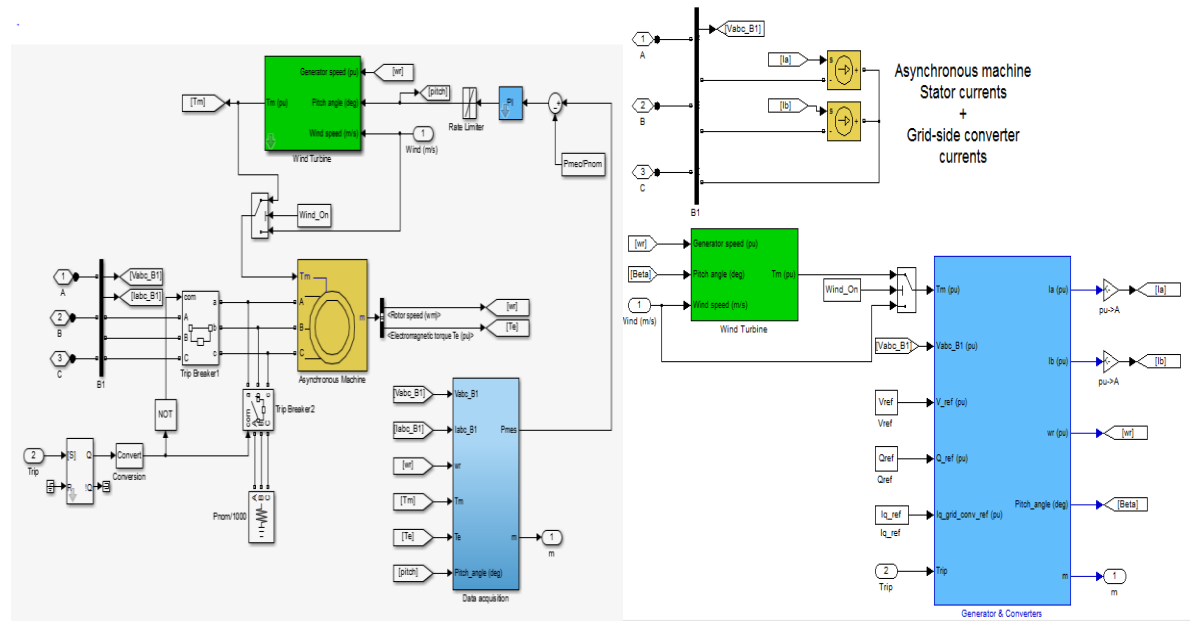 Generator speed (pu)
[wr]
[Tm]
Tm (pu)
Pitch angle (deg)
[pitch]
Rate Limiter
PI
Wind speed (m/s)
1
Wind (m/s)
Wind Turbine
Pmec/Pnom
Wind_On
1
A
2
B
3
C
B1
[Vabc_B1]
[Iabc_B1]
com
A
B
C
a
b
c
Trip Breaker1
Tm
A
B
C
m
Asynchronous Machine
<Rotor speed (wm)>
<Electromagnetic torque Te (pu)>
[wr]
[Te]
NOT
com
Trip Breaker2
2
Trip
[S]
Q
R
!Q
Convert
Conversion
Pnom/1000
A
B
C
[Vabc_B1]
[Iabc_B1]
[wr]
[Tm]
[Te]
[pitch]
Vabc_B1
Iabc_B1
wr
Tm
Te
Pitch_angle (deg)
Pmes
m
1
m
Data acquisition
1
A
2
B
3
C
B1
[Vabc_B1]
[Ia]
s
-
+
[Ib]
s
-
+
Asynchronous machine
Stator currents
+
Grid-side converter
currents
[wr]
[Beta]
1
Wind (m/s)
Generator speed (pu)
Pitch angle (deg)
Wind speed (m/s)
Tm (pu)
Wind Turbine
Wind_On
[Vabc_B1]
Vref
Vref
Qref
Qref
Iq_ref
Iq_ref
2
Trip
Tm (pu)
Vabc_B1 (pu)
V_ref (pu)
Q_ref (pu)
Iq_grid_conv_ref (pu)
Trip
Ia (pu)
Ib (pu)
wr (pu)
Pitch_angle (deg)
m
K-
pu->A
[Ia]
K-
pu->A
[Ib]
[wr]
[Beta]
1
m
Generator & Converters